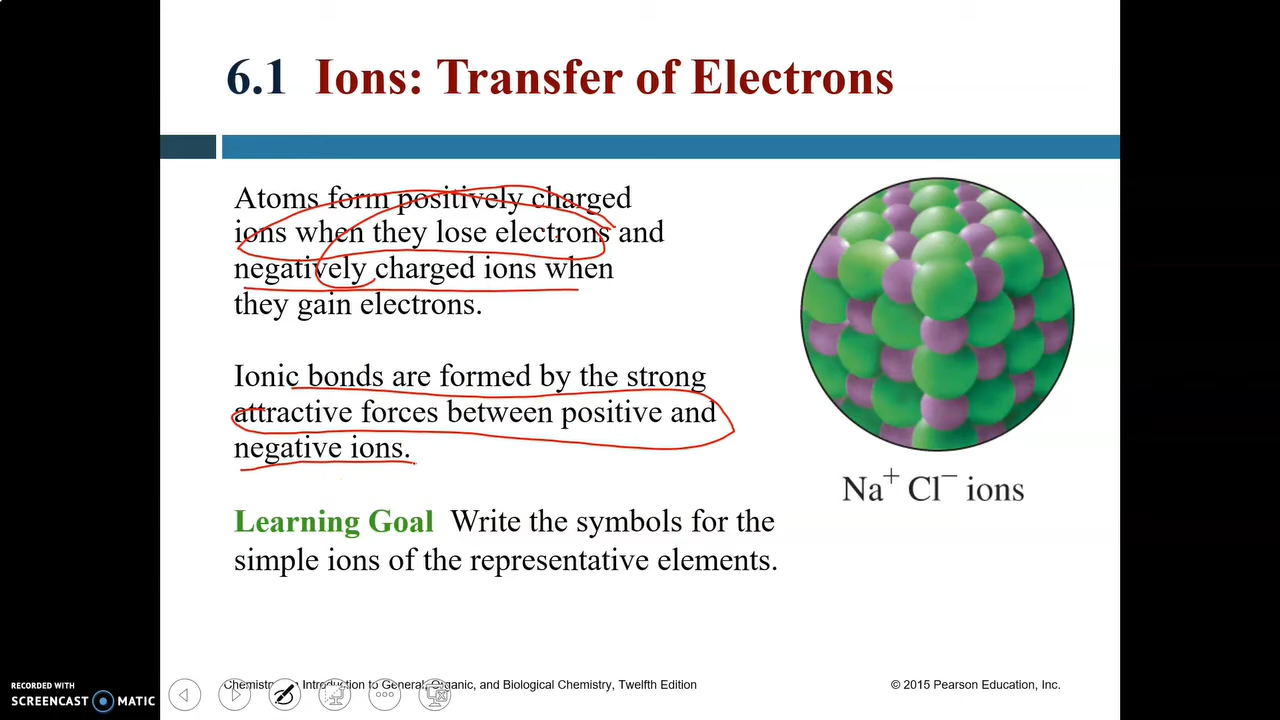 6.1 Ions: Transfer of Electrons
Atoms form positively charged
ions when they lose electrons and
negatively charged ions when
they gain electrons.
Ionic bonds are formed by the strong
attractive forces between positive and
negative ions.
Na⁺ Cl⁻ ions
Learning Goal Write the symbols for the
simple ions of the representative elements.
RECORDED WITH
SCREENCAST MATIC
Introduction to General, Organic, and Biological Chemistry, Twelfth Edition
© 2015 Pearson Education, Inc.